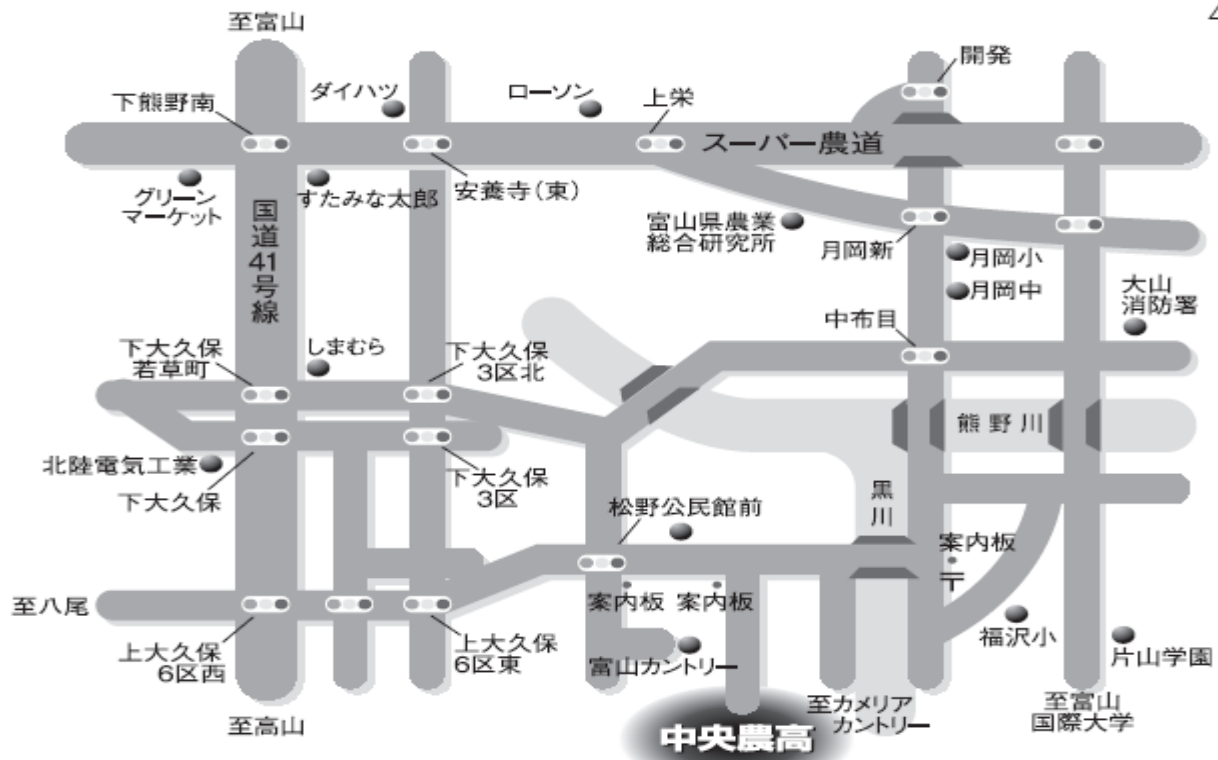 至富山
開発
ダイハツ
ローソン
上栄
下熊野南
スーパー農道
グリーン
マーケット
すたみな太郎
安養寺(東)
国道41号線
富山県農業
総合研究所
月岡新
月岡小
月岡中
大山
消防署
中布目
下大久保
若草町
しまむら
下大久保
3区北
熊野川
北陸電気工業
下大久保
下大久保
3区
黒川
松野公民館前
案内板
〒
至八尾
案内板
案内板
福沢小
上大久保
6区西
上大久保
6区東
富山カントリー
片山学園
至高山
至カメリア
カントリー
至富山
国際大学
中央農高